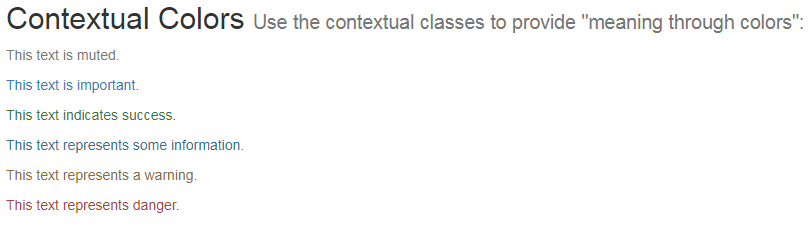 Contextual Colors Use the contextual classes to provide "meaning through colors":
This text is muted.
This text is important.
This text indicates success.
This text represents some information.
This text represents a warning.
This text represents danger.